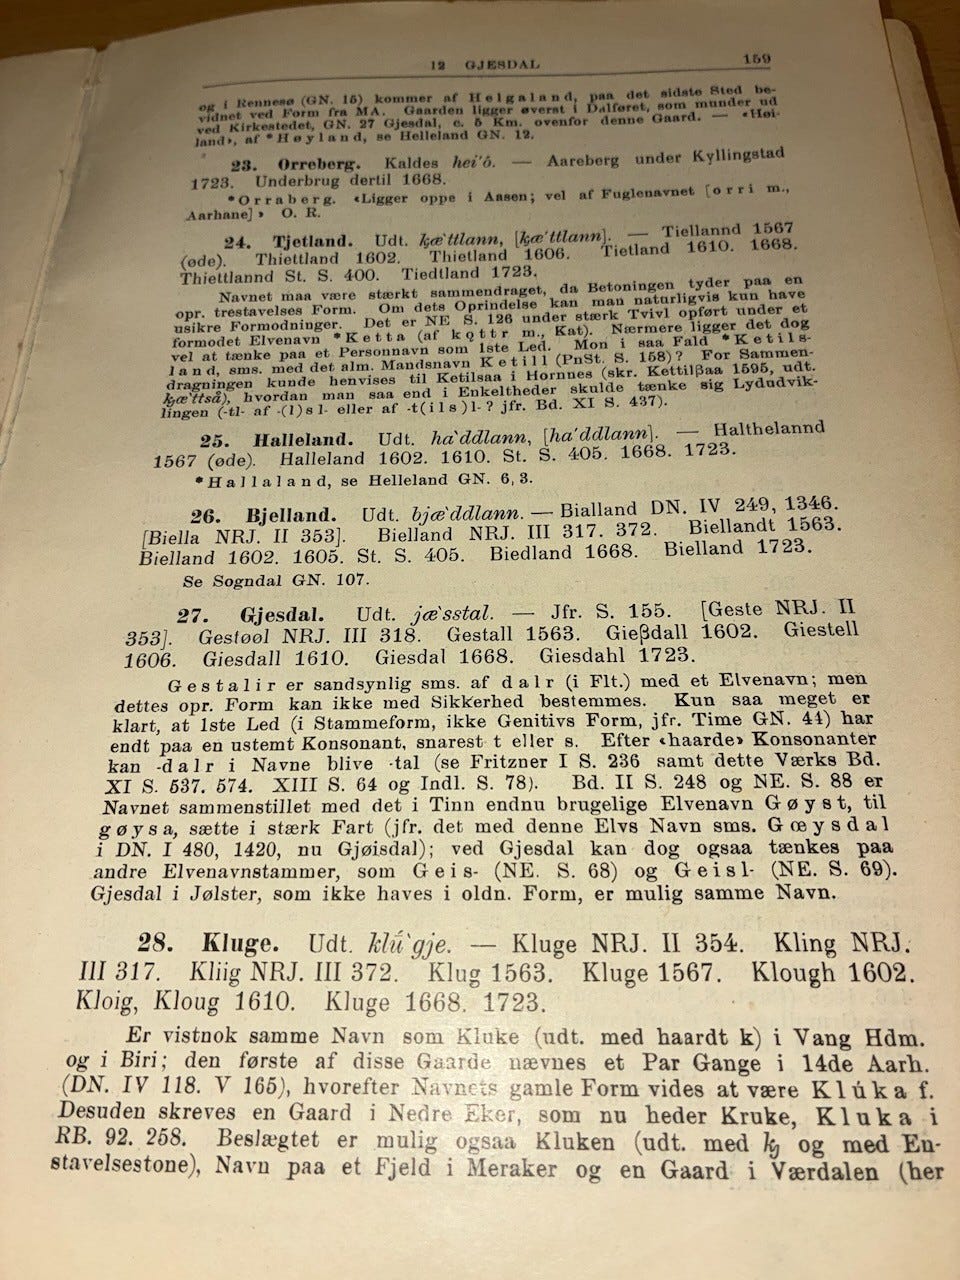 12 GJESDAL 159
og i Rennesø (GN. 15) kommer af Helgaland, paa det sidste Sted be-
vidnet ved Form fra MA. Gaarden ligger øverst i Dalføret, som munder ud
ved Kirkestedet, GN. 27 Gjesdal, c. 5 Km. ovenfor denne Gaard. — «Høi-
land», af *Høyland, se Helleland GN. 12.
23. Orreberg. Kaldes hei'ô. — Aareberg under Kyllingstad
1723. Underbrug dertil 1668.
*Orraberg. «Ligger oppe i Aasen; vel af Fuglenavnet [orri m.,
Aarhane]» O. R.
24. Tjetland. Udt. kjæ`ttlann, [kjæ'ttlann]. — Tiellannd 1567
(øde). Thiettland 1602. Thietland 1606. Tietland 1610. 1668.
Thiettlannd St. S. 400. Tiedtland 1723.
Navnet maa være stærkt sammendraget, da Betoningen tyder paa en
opr. trestavelses Form. Om dets Oprindelse kan man naturligvis kun have
usikre Formodninger. Det er NE S. 126 under stærk Tvivl opført under et
formodet Elvenavn *Ketta (af kǫttr m., Kat). Nærmere ligger det dog
vel at tænke paa et Personnavn som 1ste Led. Mon i saa Fald *Ketils-
land, sms. med det alm. Mandsnavn Ketill (PnSt. S. 158)? For Sammen-
dragningen kunde henvises til Ketilsaa i Hornnes (skr. Kettilβaa 1595, udt.
kjæ'ttså), hvordan man saa end i Enkeltheder skulde tænke sig Lydudvik-
lingen (-tl- af -(l)sl- eller af -t(ils)l-? jfr. Bd. XI S. 437).
25. Halleland. Udt. ha`ddlann, [ha'ddlann]. — Halthelannd
1567 (øde). Halleland 1602. 1610. St. S. 405. 1668. 1723.
*Hallaland, se Helleland GN. 6,3.
26. Bjelland. Udt. bjæ`ddlann. — Bialland DN. IV 249, 1346.
[Biella NRJ. II 353]. Bielland NRJ. III 317. 372. Biellandt 1563.
Bielland 1602. 1605. St. S. 405. Biedland 1668. Bielland 1723.
Se Sogndal GN. 107.
27. Gjesdal. Udt. jæ`sstal. — Jfr. S. 155. [Geste NRJ. II
353]. Gestøøl NRJ. III 318. Gestall 1563. Gieβdall 1602. Giestell
1606. Giesdall 1610. Giesdal 1668. Giesdahl 1723.
Gestalir er sandsynlig sms. af dalr (i Flt.) med et Elvenavn; men
dettes opr. Form kan ikke med Sikkerhed bestemmes. Kun saa meget er
klart, at 1ste Led (i Stammeform, ikke Genitivs Form, jfr. Time GN. 44) har
endt paa en ustemt Konsonant, snarest t eller s. Efter «haarde» Konsonanter
kan -dalr i Navne blive -tal (se Fritzner I S. 236 samt dette Værks Bd.
XI S. 537. 574. XIII S. 64 og Indl. S. 78). Bd. II S. 248 og NE. S. 88 er
Navnet sammenstillet med det i Tinn endnu brugelige Elvenavn Gøyst, til
gøysa, sætte i stærk Fart (jfr. det med denne Elvs Navn sms. Gœysdal
i DN. I 480, 1420, nu Gjøisdal); ved Gjesdal kan dog ogsaa tænkes paa
andre Elvenavnstammer, som Geis- (NE. S. 68) og Geisl- (NE. S. 69).
Gjesdal i Jølster, som ikke haves i oldn. Form, er mulig samme Navn.
28. Kluge. Udt. klū`gje. — Kluge NRJ. II 354. Kling NRJ.
III 317. Kliig NRJ. III 372. Klug 1563. Kluge 1567. Klough 1602.
Kloig, Kloug 1610. Kluge 1668. 1723.
Er vistnok samme Navn som Kluke (udt. med haardt k) i Vang Hdm.
og i Biri; den første af disse Gaarde nævnes et Par Gange i 14de Aarh.
(DN. IV 118. V 165), hvorefter Navnets gamle Form vides at være Klúka f.
Desuden skreves en Gaard i Nedre Eker, som nu heder Kruke, Kluka i
RB. 92. 258. Beslægtet er mulig ogsaa Kluken (udt. med kj og med En-
stavelsestone), Navn paa et Fjeld i Meraker og en Gaard i Værdalen (her